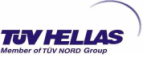 TÜV HELLAS
Member of TÜV NORD Group